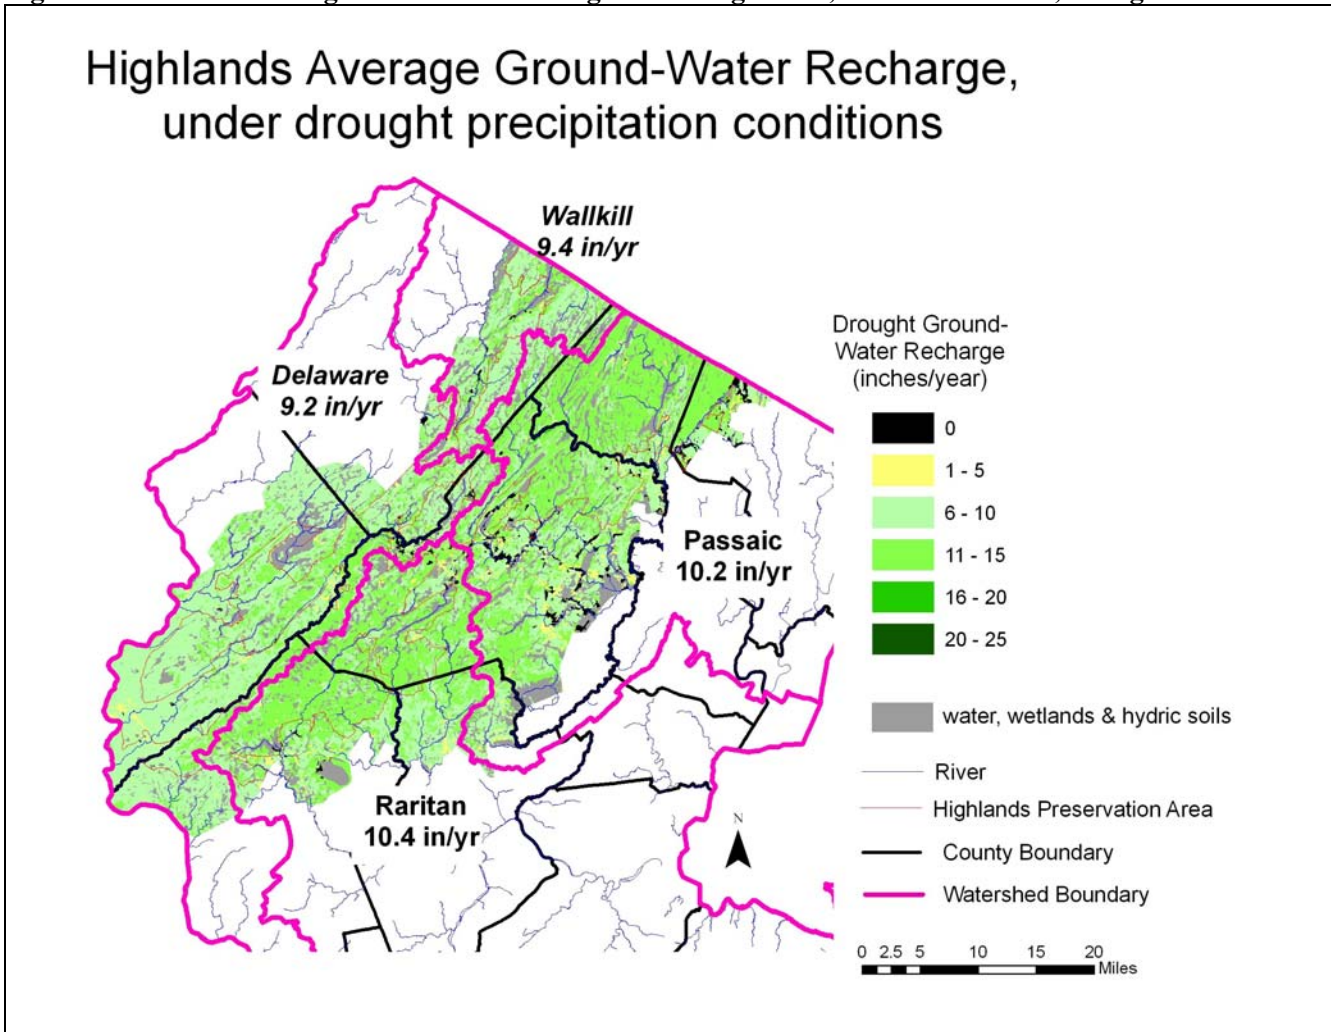 Highlands Average Ground-Water Recharge,
under drought precipitation conditions
Wallkill
9.4 in/yr
Delaware
9.2 in/yr
Passaic
10.2 in/yr
Raritan
10.4 in/yr
Drought Ground-
Water Recharge
(inches/year)
0
1 - 5
6 - 10
11 - 15
16 - 20
20 - 25
water, wetlands & hydric soils
River
Highlands Preservation Area
County Boundary
Watershed Boundary
N
0 2.5 5 10 15 20
Miles